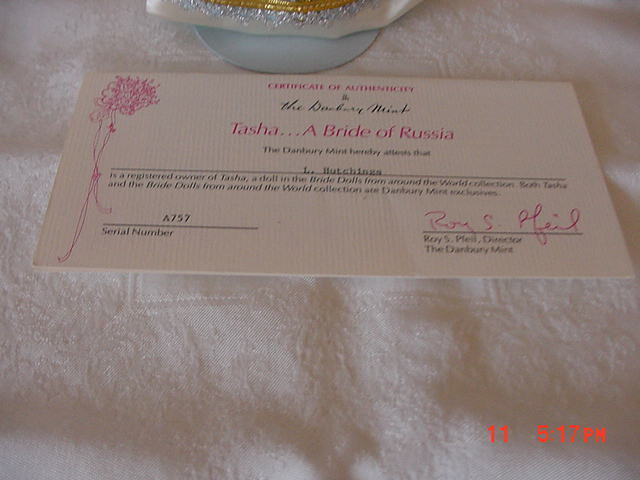 CERTIFICATE OF AUTHENTICITY
the Danbury Mint
Tasha...A Bride of Russia
The Danbury Mint hereby attests that
L. Hutchings
is a registered owner of Tasha, a doll in the Bride Dolls from around the World collection. Both Tasha
and the Bride Dolls from around the World collection are Danbury Mint exclusives.
A757
Serial Number
Roy S. Pfeil
Roy S. Pfeil, Director
The Danbury Mint
11 5:17PM